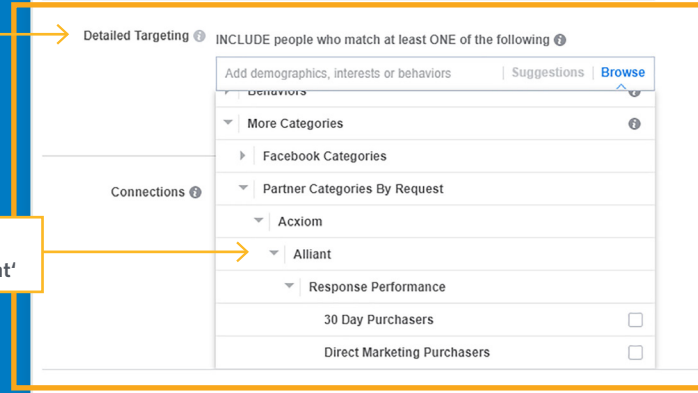 Detailed Targeting
INCLUDE people who match at least ONE of the following
Add demographics, interests or behaviors | Suggestions | Browse
Behaviors
More Categories
Facebook Categories
Connections
Partner Categories By Request
Acxiom
Alliant
nt‘
Response Performance
30 Day Purchasers
Direct Marketing Purchasers